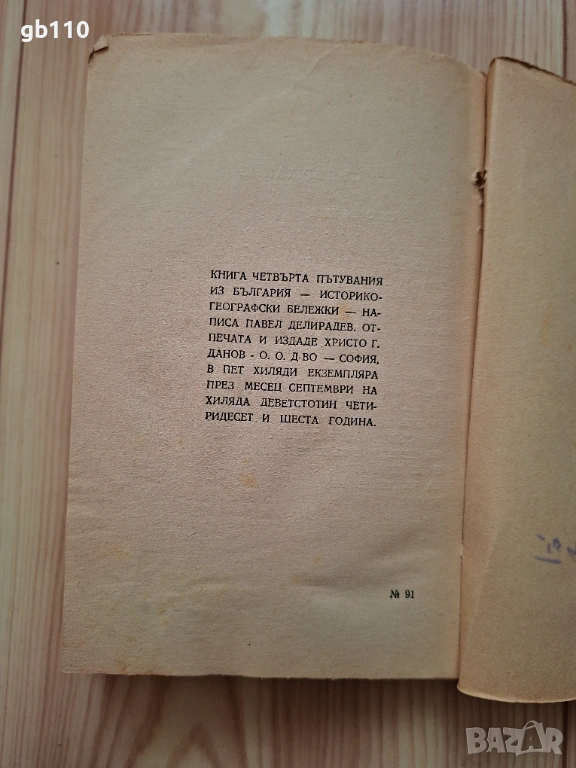 gb110
КНИГА ЧЕТВЪРТА ПЪТУВАНИЯ
ИЗ БЪЛГАРИЯ — ИСТОРИКО-
ГЕОГРАФСКИ БЕЛЕЖКИ — НА-
ПИСА ПАВЕЛ ДЕЛИРАДЕВ. ОТ-
ПЕЧАТА И ИЗДАДЕ ХРИСТО Г.
ДАНОВ - О. О. Д-ВО — СОФИЯ,
В ПЕТ ХИЛЯДИ ЕКЗЕМПЛЯРА
ПРЕЗ МЕСЕЦ СЕПТЕМВРИ НА
ХИЛЯДА ДЕВЕТСТОТИН ЧЕТИ-
РИДЕСЕТ И ШЕСТА ГОДИНА.
№ 91
BAZAR